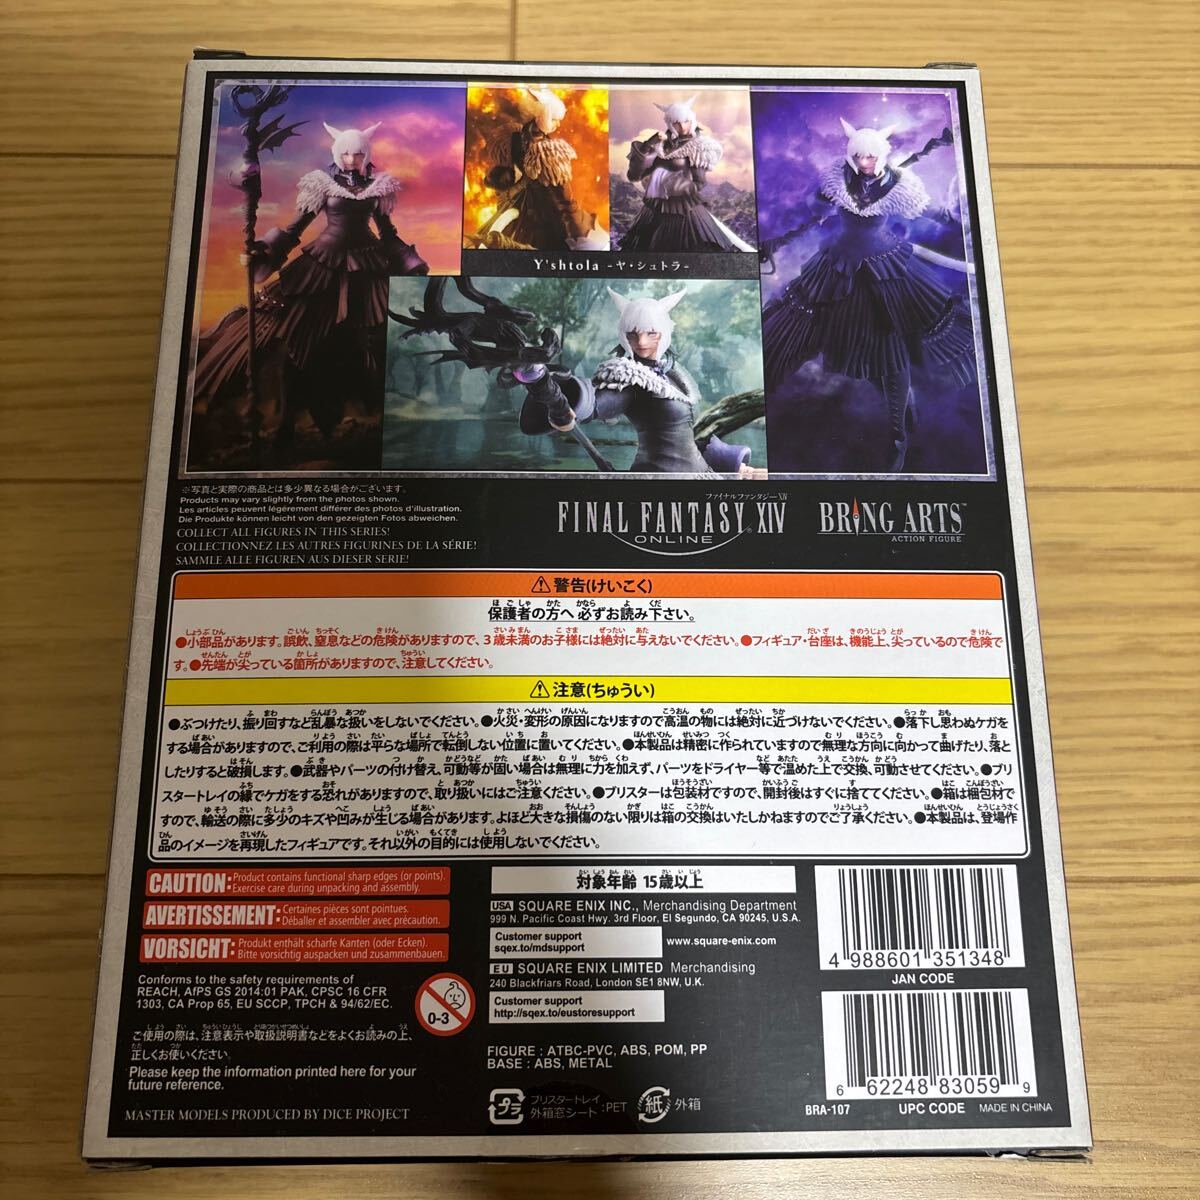 Y'shtola -ヤ・シュトラ-
※写真と実際の商品とは多少異なる場合がございます。
Products may vary slightly from the photos shown.
Les articles peuvent légèrement différer des photos d'illustration.
Die Produkte können leicht von den gezeigten Fotos abweichen.
COLLECT ALL FIGURES IN THIS SERIES!
COLLECTIONNEZ LES AUTRES FIGURINES DE LA SÉRIE!
SAMMLE ALLE FIGUREN AUS DIESER SERIE!
ファイナルファンタジーXIV
FINAL FANTASY® XIV
ONLINE
BRING ARTS™
ACTION FIGURE
⚠警告(けいこく)
保護者の方へ 必ずお読み下さい。
●小部品があります。誤飲、窒息などの危険がありますので、3歳未満のお子様には絶対に与えないでください。●フィギュア・台座は、機能上、尖っているので危険で
す。●先端が尖っている箇所がありますので、注意してください。
⚠注意(ちゅうい)
●ぶつけたり、振り回すなど乱暴な扱いをしないでください。●火災・変形の原因になりますので高温の物には絶対に近づけないでください。●落下し思わぬケガを
する場合がありますので、ご利用の際は平らな場所で転倒しない位置に置いてください。●本製品は精密に作られていますので無理な方向に向かって曲げたり、落と
したりすると破損します。●武器やパーツの付け替え、可動等が固い場合は無理に力を加えず、パーツをドライヤー等で温めた上で交換、可動させてください。●ブリ
スタートレイの縁でケガをする恐れがありますので、取り扱いにはご注意ください。●ブリスターは包装材ですので、開封後はすぐに捨ててください。●箱は梱包材で
すので、輸送の際に多少のキズや凹みが生じる場合があります。よほど大きな損傷のない限りは箱の交換はいたしかねますのでご了承ください。●本製品は、登場作
品のイメージを再現したフィギュアです。それ以外の目的には使用しないでください。
CAUTION: Product contains functional sharp edges (or points).
Exercise care during unpacking and assembly.
AVERTISSEMENT: Certaines pièces sont pointues.
Déballer et assembler avec précaution.
VORSICHT: Produkt enthält scharfe Kanten (oder Ecken).
Bitte vorsichtig auspacken und zusammenbauen.
Conforms to the safety requirements of
REACH, AfPS GS 2014:01 PAK, CPSC 16 CFR
1303, CA Prop 65, EU SCCP, TPCH & 94/62/EC.
0-3
ご使用の際は、注意表示や取扱説明書などをよくお読みの上、
正しくお使いください。
Please keep the information printed here for your
future reference.
MASTER MODELS PRODUCED BY DICE PROJECT
対象年齢 15歳以上
USA SQUARE ENIX INC., Merchandising Department
999 N. Pacific Coast Hwy. 3rd Floor, El Segundo, CA 90245, U.S.A.
Customer support
sqex.to/mdsupport
www.square-enix.com
EU SQUARE ENIX LIMITED Merchandising
240 Blackfriars Road, London SE1 8NW, U.K.
Customer support
http://sqex.to/eustoresupport
FIGURE : ATBC-PVC, ABS, POM, PP
BASE : ABS, METAL
プラ
ブリスタートレイ
外箱窓シート :PET
紙 外箱
4 988601 351348
JAN CODE
6 62248 83059 9
BRA-107
UPC CODE
MADE IN CHINA